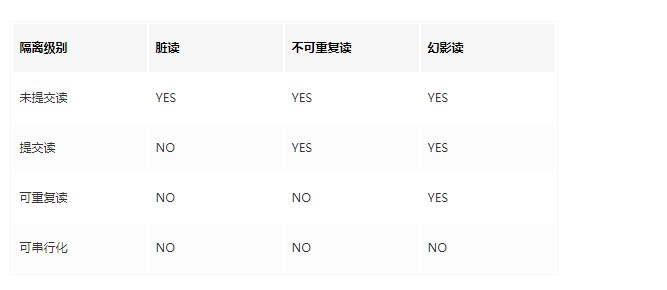 隔离级别 脏读 不可重复读 幻影读
未提交读 YES YES YES
提交读 NO YES YES
可重复读 NO NO YES
可串行化 NO NO NO